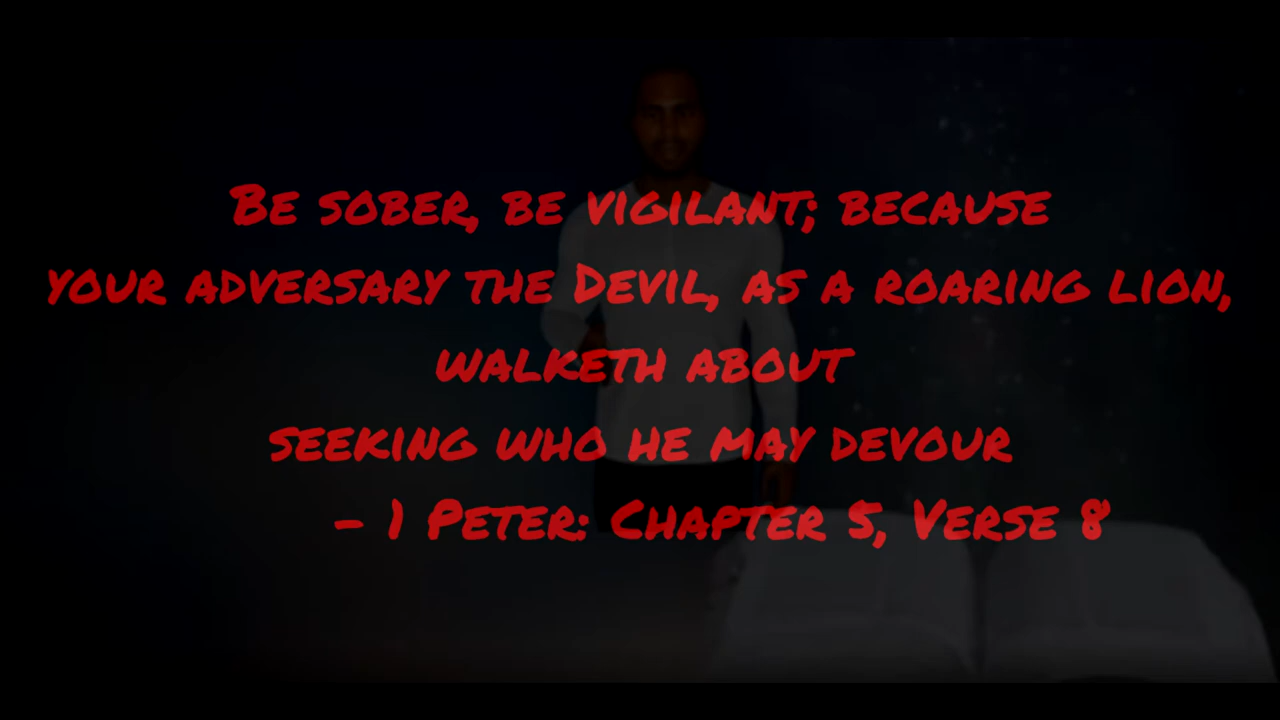 Be sober, be vigilant; because
your adversary the Devil, as a roaring lion,
walketh about
seeking who he may devour
- 1 Peter: Chapter 5, Verse 8